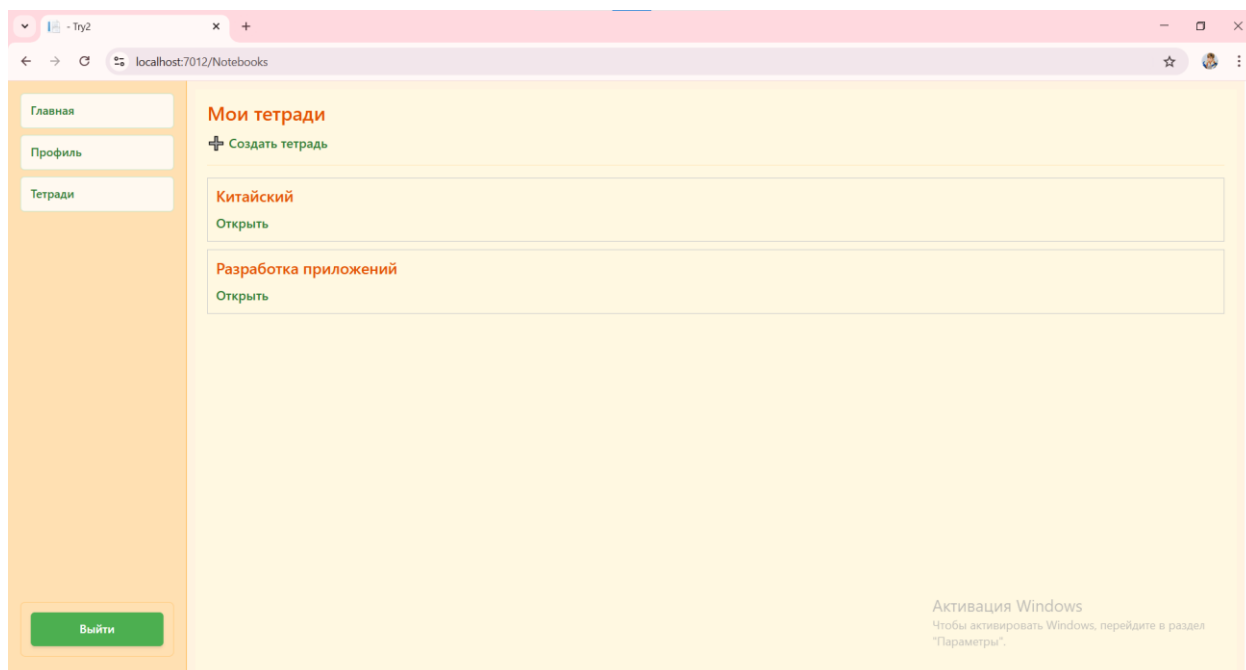 - Try2
localhost:7012/Notebooks
Главная
Профиль
Тетради
Выйти
Мои тетради
Создать тетрадь
Китайский
Открыть
Разработка приложений
Открыть
Активация Windows
Чтобы активировать Windows, перейдите в раздел
"Параметры".